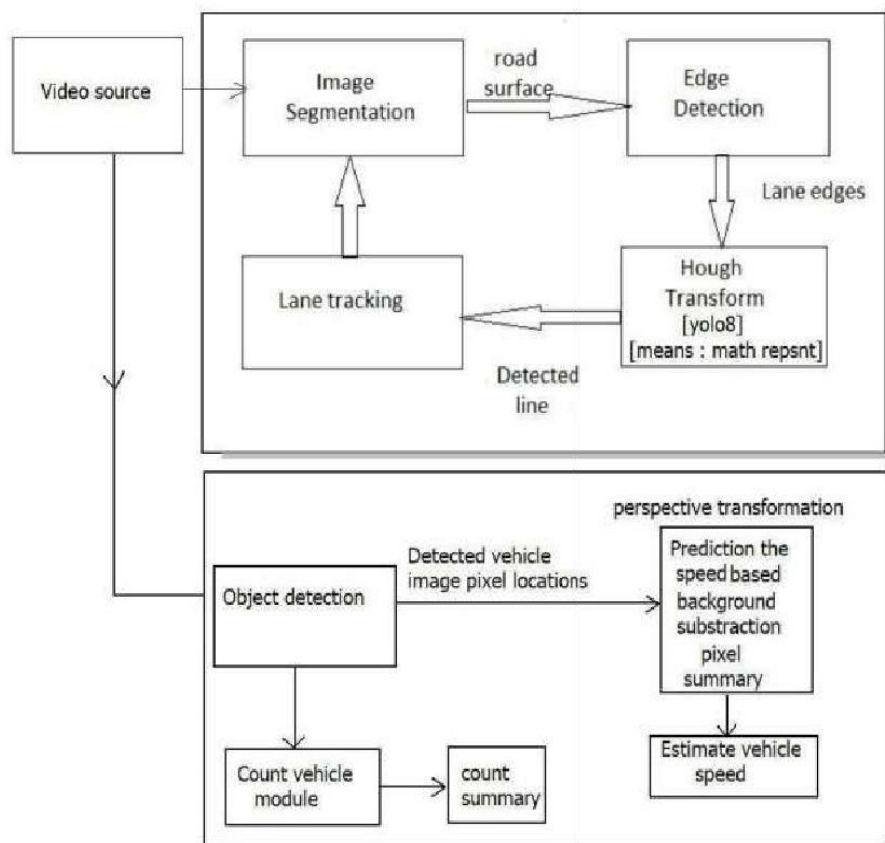 Video source
Image
Segmentation
road
surface
Edge
Detection
Lane edges
Hough
Transform
[yolo8]
[means : math repsnt]
Detected
line
Lane tracking
Object detection
Detected vehicle
image pixel locations
perspective transformation
Prediction the
speed based
background
substraction
pixel
summary
Estimate vehicle
speed
Count vehicle
module
count
summary